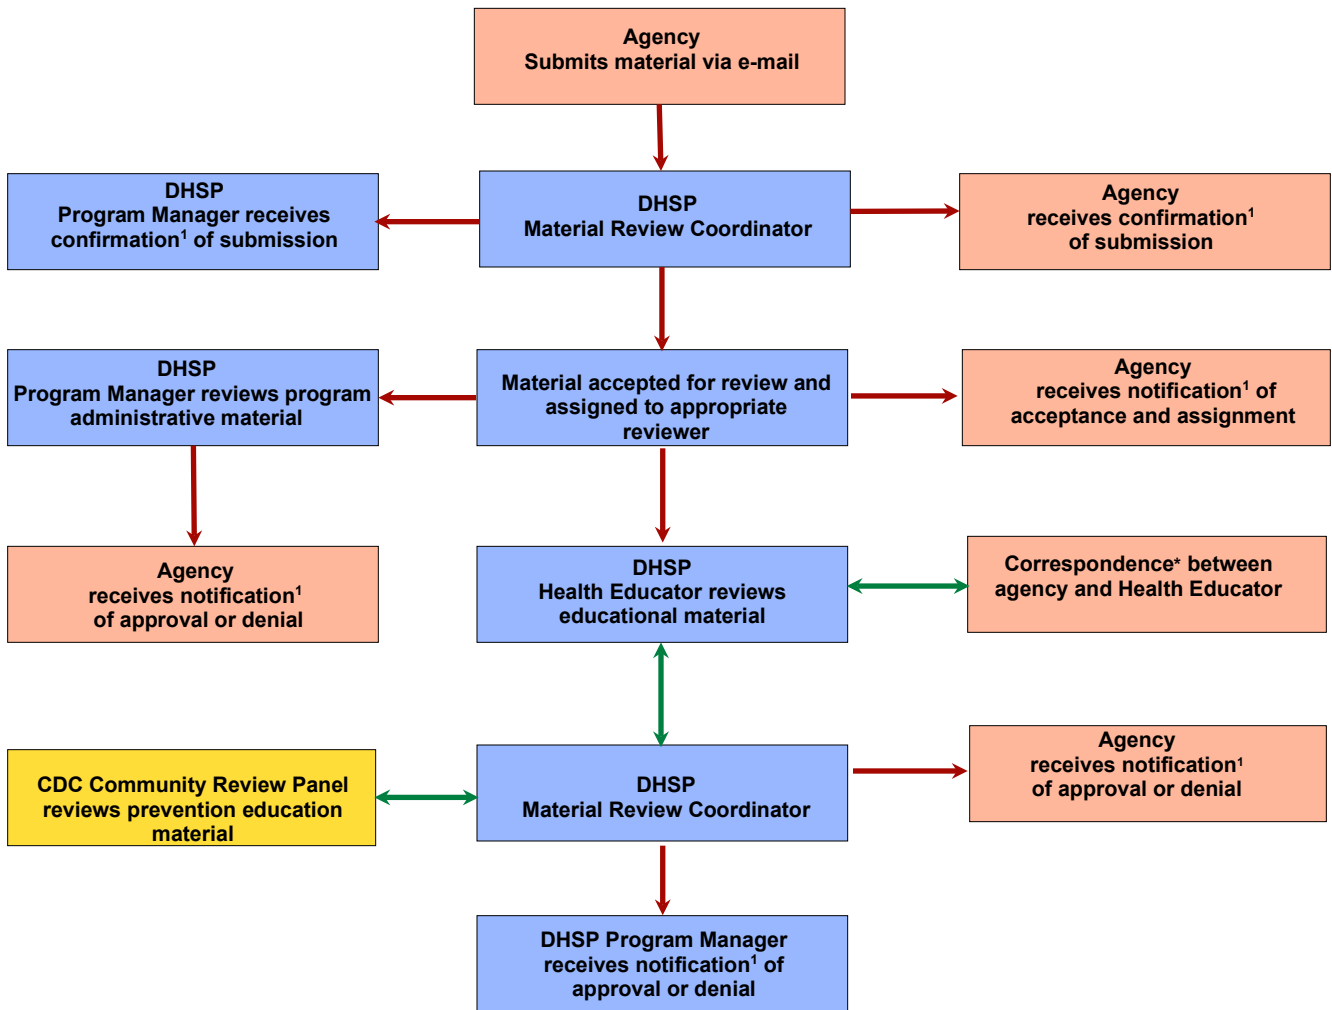 Agency
Submits material via e-mail
DHSP
Program Manager receives
confirmation¹ of submission
DHSP
Material Review Coordinator
Agency
receives confirmation¹
of submission
DHSP
Program Manager reviews program
administrative material
Material accepted for review and
assigned to appropriate
reviewer
Agency
receives notification¹ of
acceptance and assignment
Agency
receives notification¹
of approval or denial
DHSP
Health Educator reviews
educational material
Correspondence* between
agency and Health Educator
CDC Community Review Panel
reviews prevention education
material
DHSP
Material Review Coordinator
Agency
receives notification¹
of approval or denial
DHSP Program Manager
receives notification¹ of
approval or denial